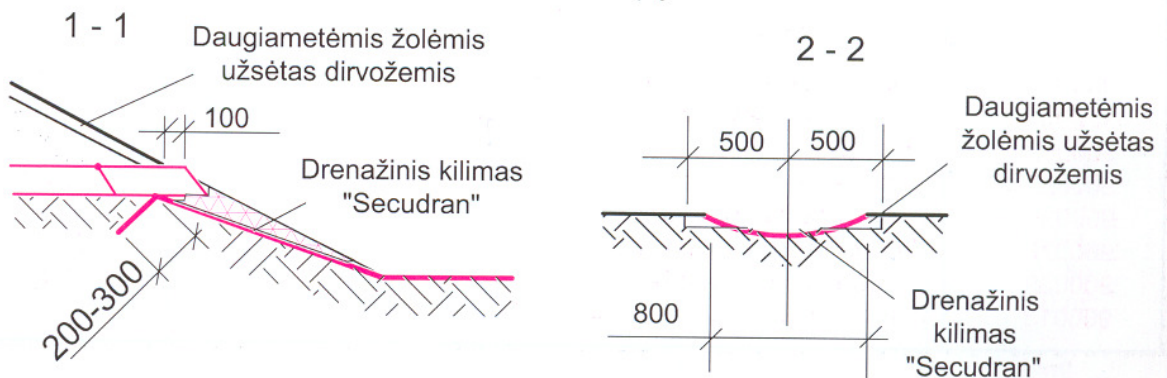 1 - 1
Daugiametėmis žolėmis
užsėtas dirvožemis
100
Drenažinis kilimas
"Secudran"
200-300
2 - 2
500
500
Daugiametėmis
žolėmis užsėtas
dirvožemis
800
Drenažinis
kilimas
"Secudran"